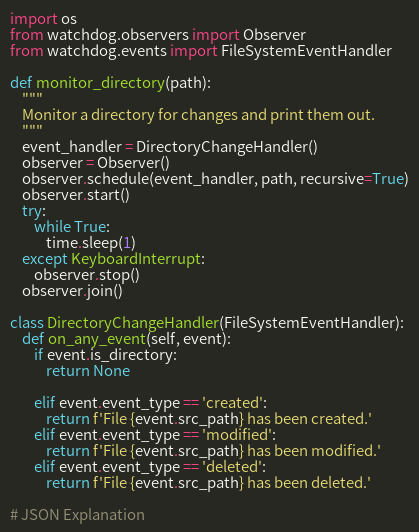 import os
from watchdog.observers import Observer
from watchdog.events import FileSystemEventHandler

def monitor_directory(path):
    """
    Monitor a directory for changes and print them out.
    """
    event_handler = DirectoryChangeHandler()
    observer = Observer()
    observer.schedule(event_handler, path, recursive=True)
    observer.start()
    try:
        while True:
            time.sleep(1)
    except KeyboardInterrupt:
        observer.stop()
    observer.join()

class DirectoryChangeHandler(FileSystemEventHandler):
    def on_any_event(self, event):
        if event.is_directory:
            return None

        elif event.event_type == 'created':
            return f'File {event.src_path} has been created.'
        elif event.event_type == 'modified':
            return f'File {event.src_path} has been modified.'
        elif event.event_type == 'deleted':
            return f'File {event.src_path} has been deleted.'

# JSON Explanation